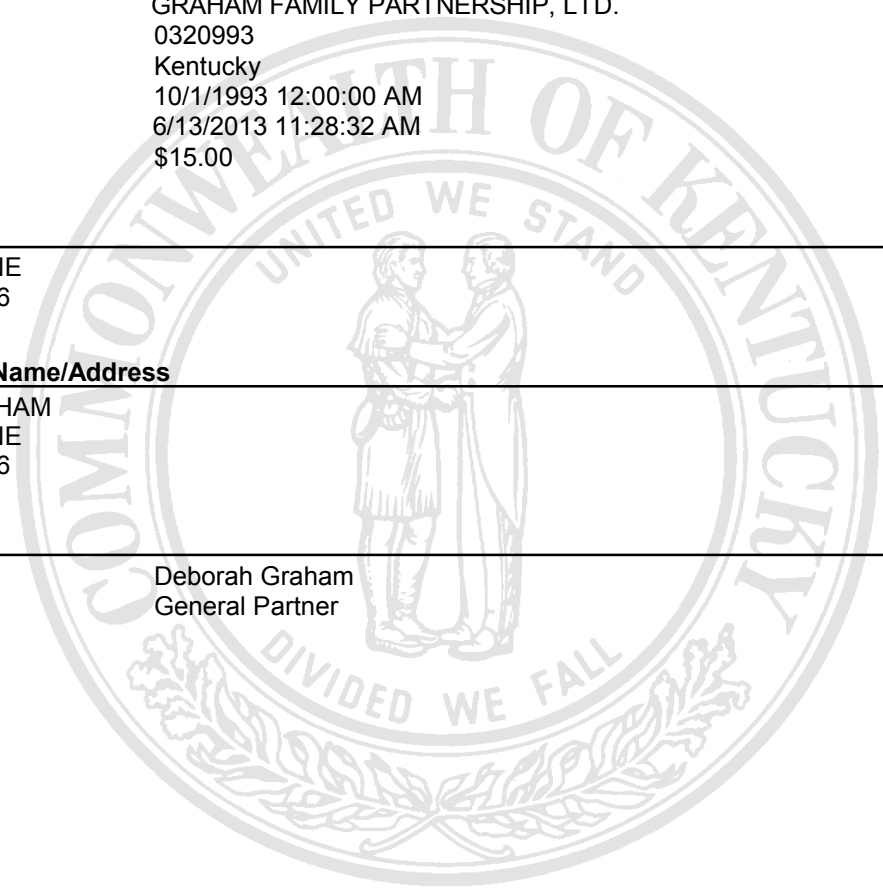 GRAHAM FAMILY PARTNERSHIP, LTD.
0320993
Kentucky
10/1/1993 12:00:00 AM
6/13/2013 11:28:32 AM
$15.00
COMMONWEALTH OF KENTUCKY
UNITED WE STAND
IE
6
Name/Address
HAM
NE
6
Deborah Graham
General Partner
DIVIDED WE FALL